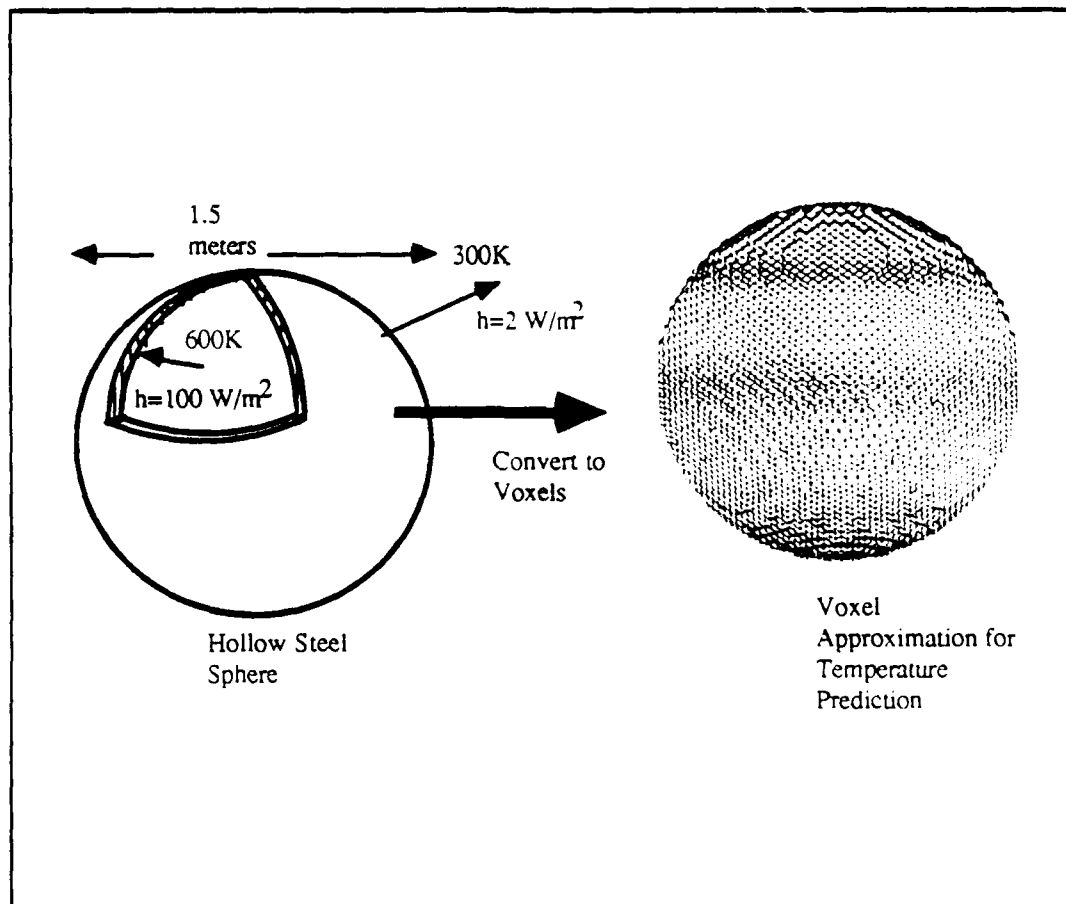 1.5
meters
300K
h=2 W/m²
600K
h=100 W/m²
Convert to
Voxels
Hollow Steel
Sphere
Voxel
Approximation for
Temperature
Prediction